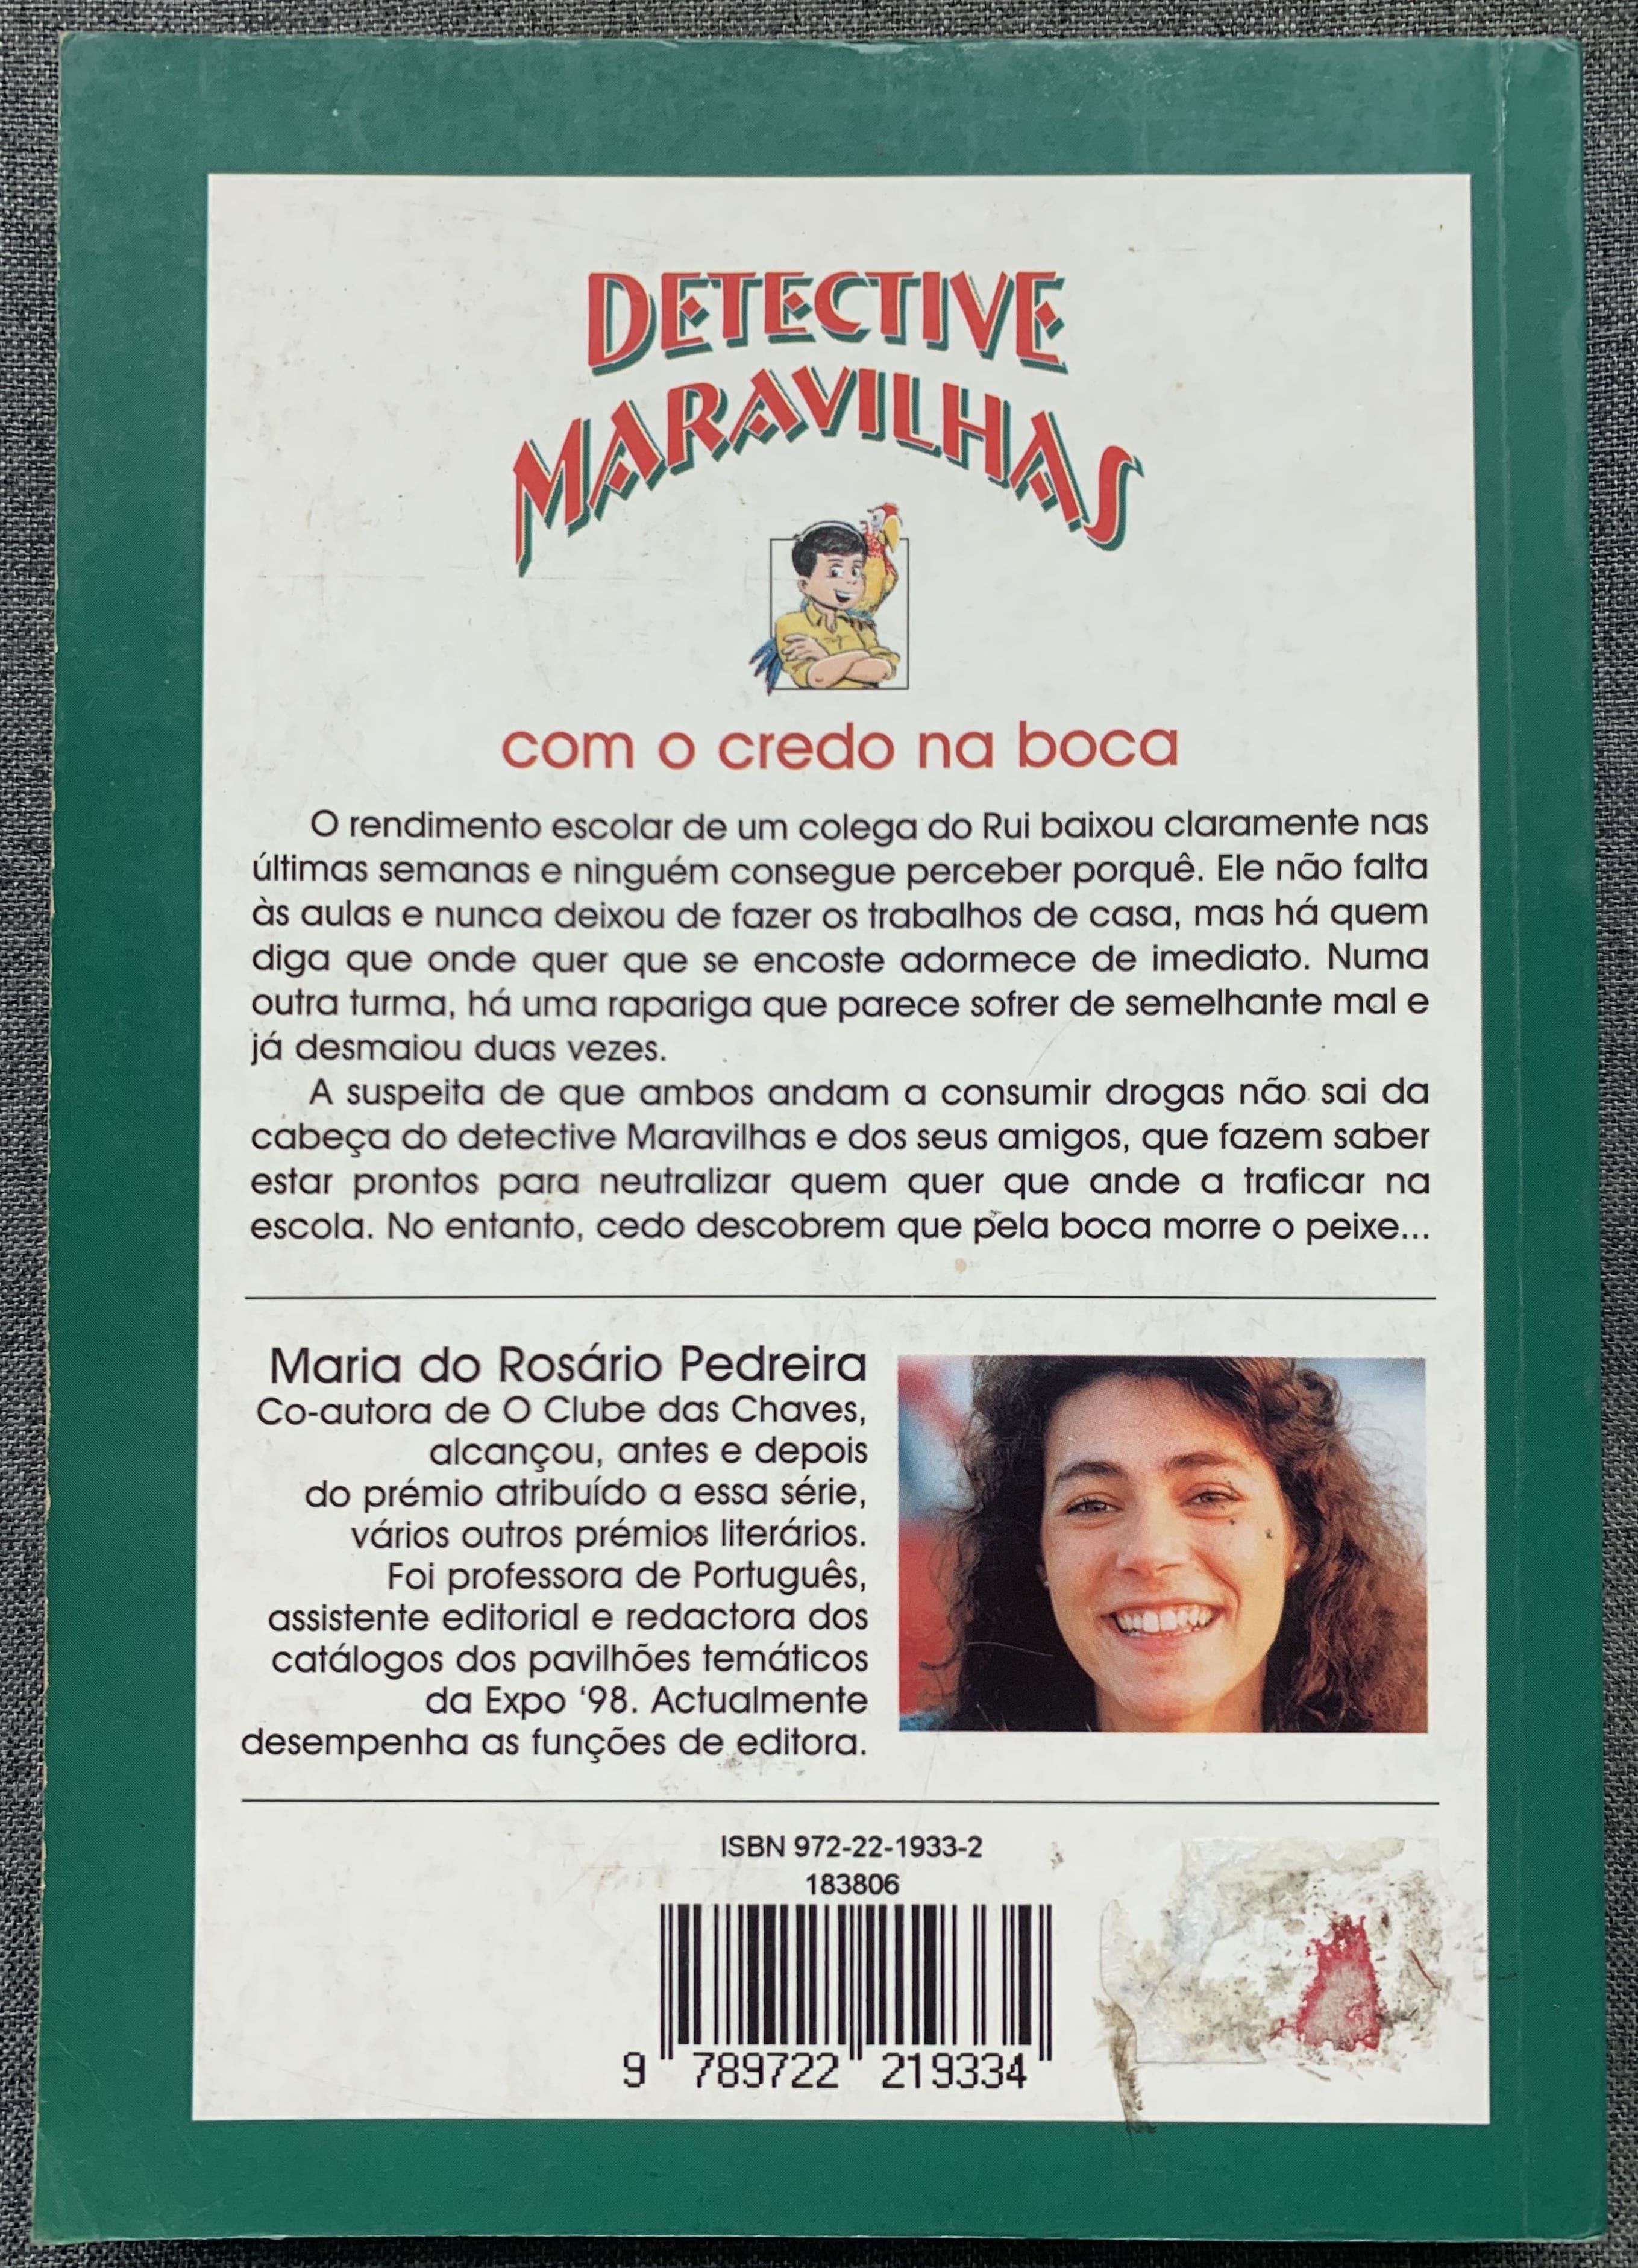 DETECTIVE
MARAVILHAS
com o credo na boca
O rendimento escolar de um colega do Rui baixou claramente nas
últimas semanas e ninguém consegue perceber porquê. Ele não falta
às aulas e nunca deixou de fazer os trabalhos de casa, mas há quem
diga que onde quer que se encoste adormece de imediato. Numa
outra turma, há uma rapariga que parece sofrer de semelhante mal e
já desmaiou duas vezes.
A suspeita de que ambos andam a consumir drogas não sai da
cabeça do detective Maravilhas e dos seus amigos, que fazem saber
estar prontos para neutralizar quem quer que ande a traficar na
escola. No entanto, cedo descobrem que pela boca morre o peixe...
Maria do Rosário Pedreira
Co-autora de O Clube das Chaves,
alcançou, antes e depois
do prémio atribuído a essa série,
vários outros prémios literários.
Foi professora de Português,
assistente editorial e redactora dos
catálogos dos pavilhões temáticos
da Expo ‘98. Actualmente
desempenha as funções de editora.
ISBN 972-22-1933-2
183806
9 789722 219334